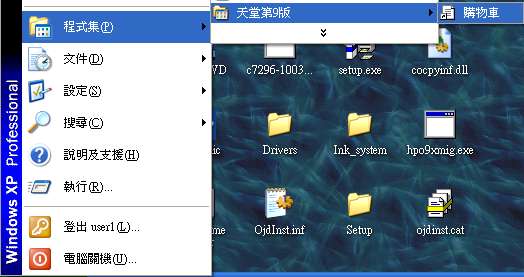 天堂第9版
購物車
程式集(P)
文件(D)
設定(S)
搜尋(C)
說明及支援(H)
執行(R)...
登出 user1(L)...
電腦關機(U)...
Windows XP Professional
VD
c7296-1003...
setup.exe
cocpyinf.dll
ic
Drivers
Ink_system
hpo9xmig.exe
me
r
OjdInst.inf
Setup
ojdinst.cat